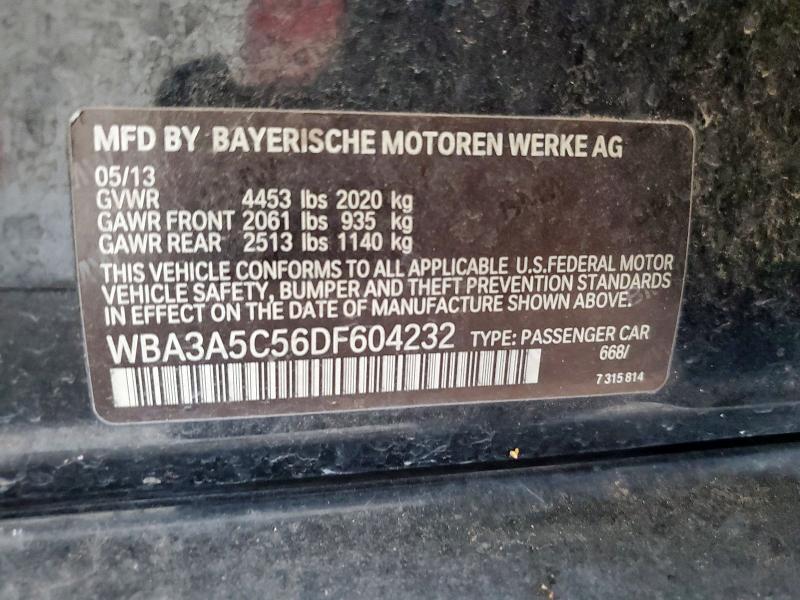 MFD BY BAYERISCHE MOTOREN WERKE AG
05/13
GVWR 4453 lbs 2020 kg
GAWR FRONT 2061 lbs 935 kg
GAWR REAR 2513 lbs 1140 kg
THIS VEHICLE CONFORMS TO ALL APPLICABLE U.S.FEDERAL MOTOR
VEHICLE SAFETY, BUMPER AND THEFT PREVENTION STANDARDS
IN EFFECT ON THE DATE OF MANUFACTURE SHOWN ABOVE.
WBA3A5C56DF604232 TYPE: PASSENGER CAR
668/
7 315 814